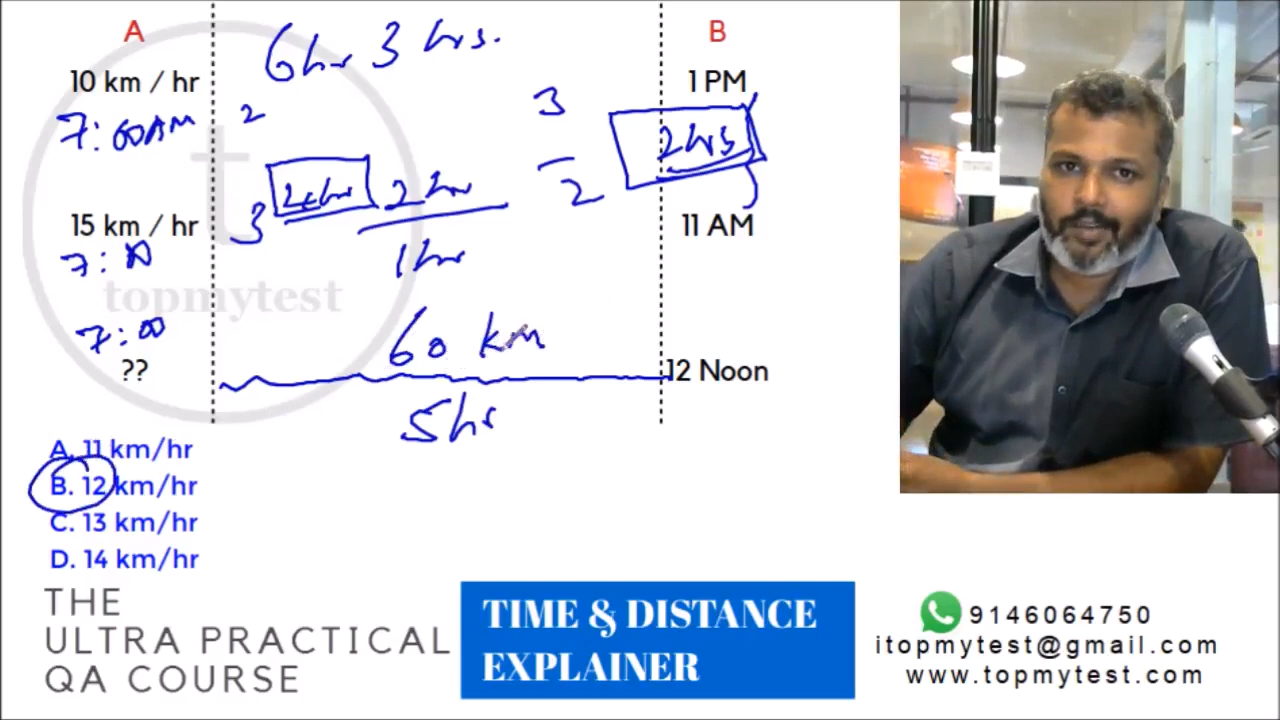 A
B
6hr 3 hrs.
10 km / hr
1 PM
7:00AM
2
3
2
2hrs
2hr
15 km / hr
3
11 AM
7:
1hr
topmytest
7:00
60 km
??
12 Noon
5hr
A. 11 km/hr
B. 12 km/hr
C. 13 km/hr
D. 14 km/hr
THE
ULTRA PRACTICAL
QA COURSE
TIME & DISTANCE
EXPLAINER
9146064750
itopmytest@gmail.com
www.topmytest.com